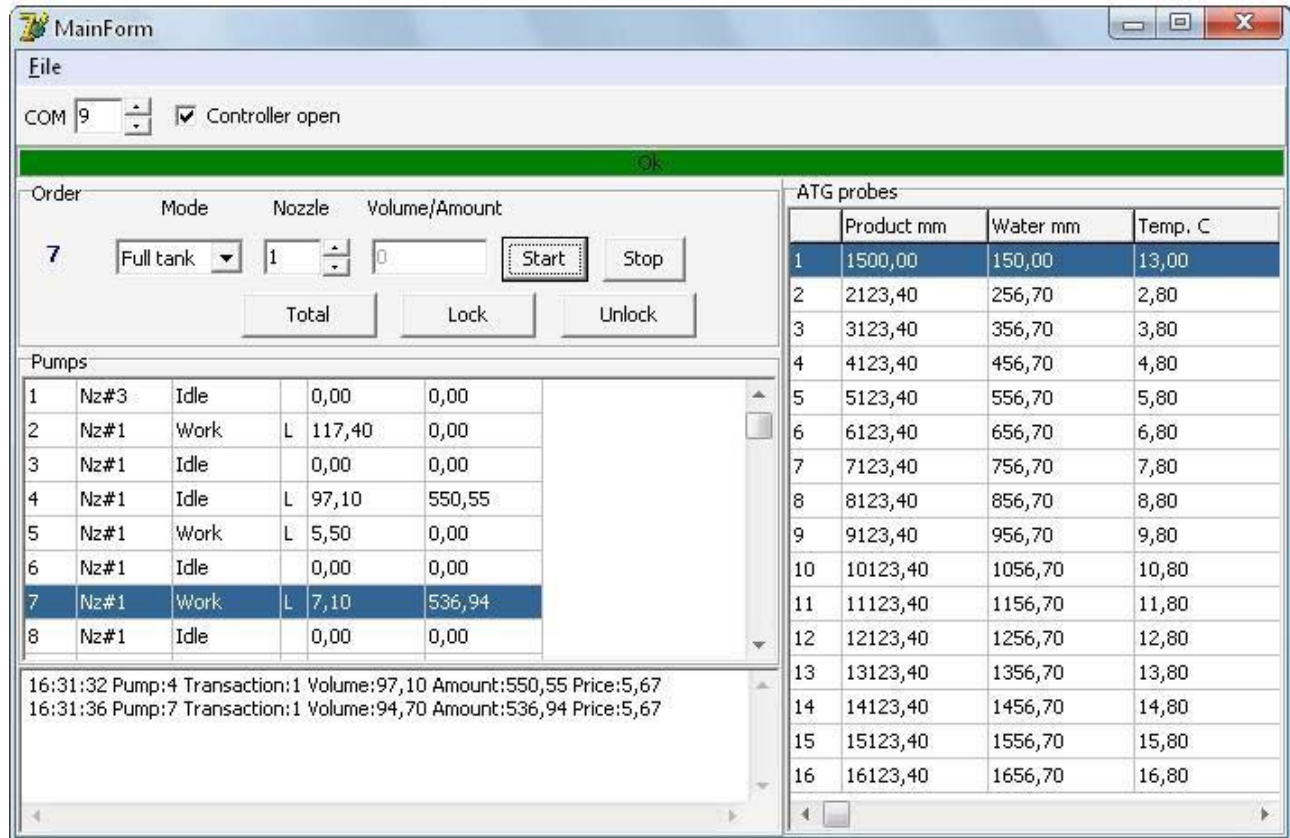 MainForm
File
COM 9 Controller open
Ok
Order
Mode Nozzle Volume/Amount
7 Full tank 1 0 Start Stop
Total Lock Unlock
Pumps
1 Nz#3 Idle 0,00 0,00
2 Nz#1 Work L 117,40 0,00
3 Nz#1 Idle 0,00 0,00
4 Nz#1 Idle L 97,10 550,55
5 Nz#1 Work L 5,50 0,00
6 Nz#1 Idle 0,00 0,00
7 Nz#1 Work L 7,10 536,94
8 Nz#1 Idle 0,00 0,00
16:31:32 Pump:4 Transaction:1 Volume:97,10 Amount:550,55 Price:5,67
16:31:36 Pump:7 Transaction:1 Volume:94,70 Amount:536,94 Price:5,67
ATG probes
Product mm Water mm Temp. C
1 1500,00 150,00 13,00
2 2123,40 256,70 2,80
3 3123,40 356,70 3,80
4 4123,40 456,70 4,80
5 5123,40 556,70 5,80
6 6123,40 656,70 6,80
7 7123,40 756,70 7,80
8 8123,40 856,70 8,80
9 9123,40 956,70 9,80
10 10123,40 1056,70 10,80
11 11123,40 1156,70 11,80
12 12123,40 1256,70 12,80
13 13123,40 1356,70 13,80
14 14123,40 1456,70 14,80
15 15123,40 1556,70 15,80
16 16123,40 1656,70 16,80